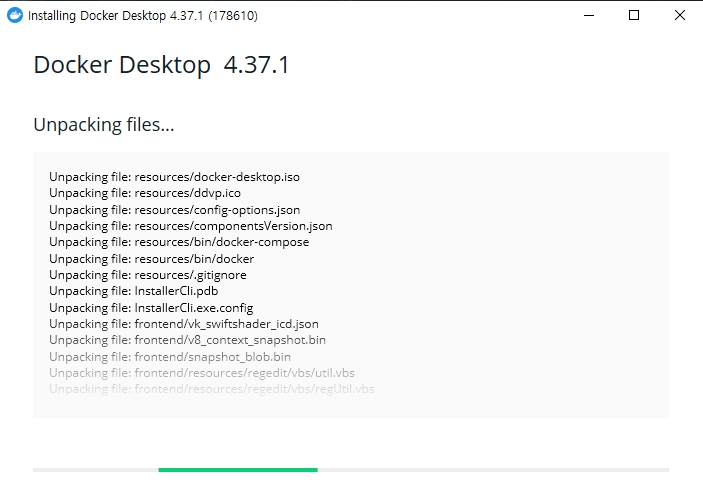 Installing Docker Desktop 4.37.1 (178610)
Docker Desktop 4.37.1
Unpacking files...
Unpacking file: resources/docker-desktop.iso
Unpacking file: resources/ddvp.ico
Unpacking file: resources/config-options.json
Unpacking file: resources/componentsVersion.json
Unpacking file: resources/bin/docker-compose
Unpacking file: resources/bin/docker
Unpacking file: resources/.gitignore
Unpacking file: InstallerCli.pdb
Unpacking file: InstallerCli.exe.config
Unpacking file: frontend/vk_swiftshader_icd.json
Unpacking file: frontend/v8_context_snapshot.bin
Unpacking file: frontend/snapshot_blob.bin
Unpacking file: frontend/resources/regedit/vbs/util.vbs
Unpacking file: frontend/resources/regedit/vbs/regUtil.vbs